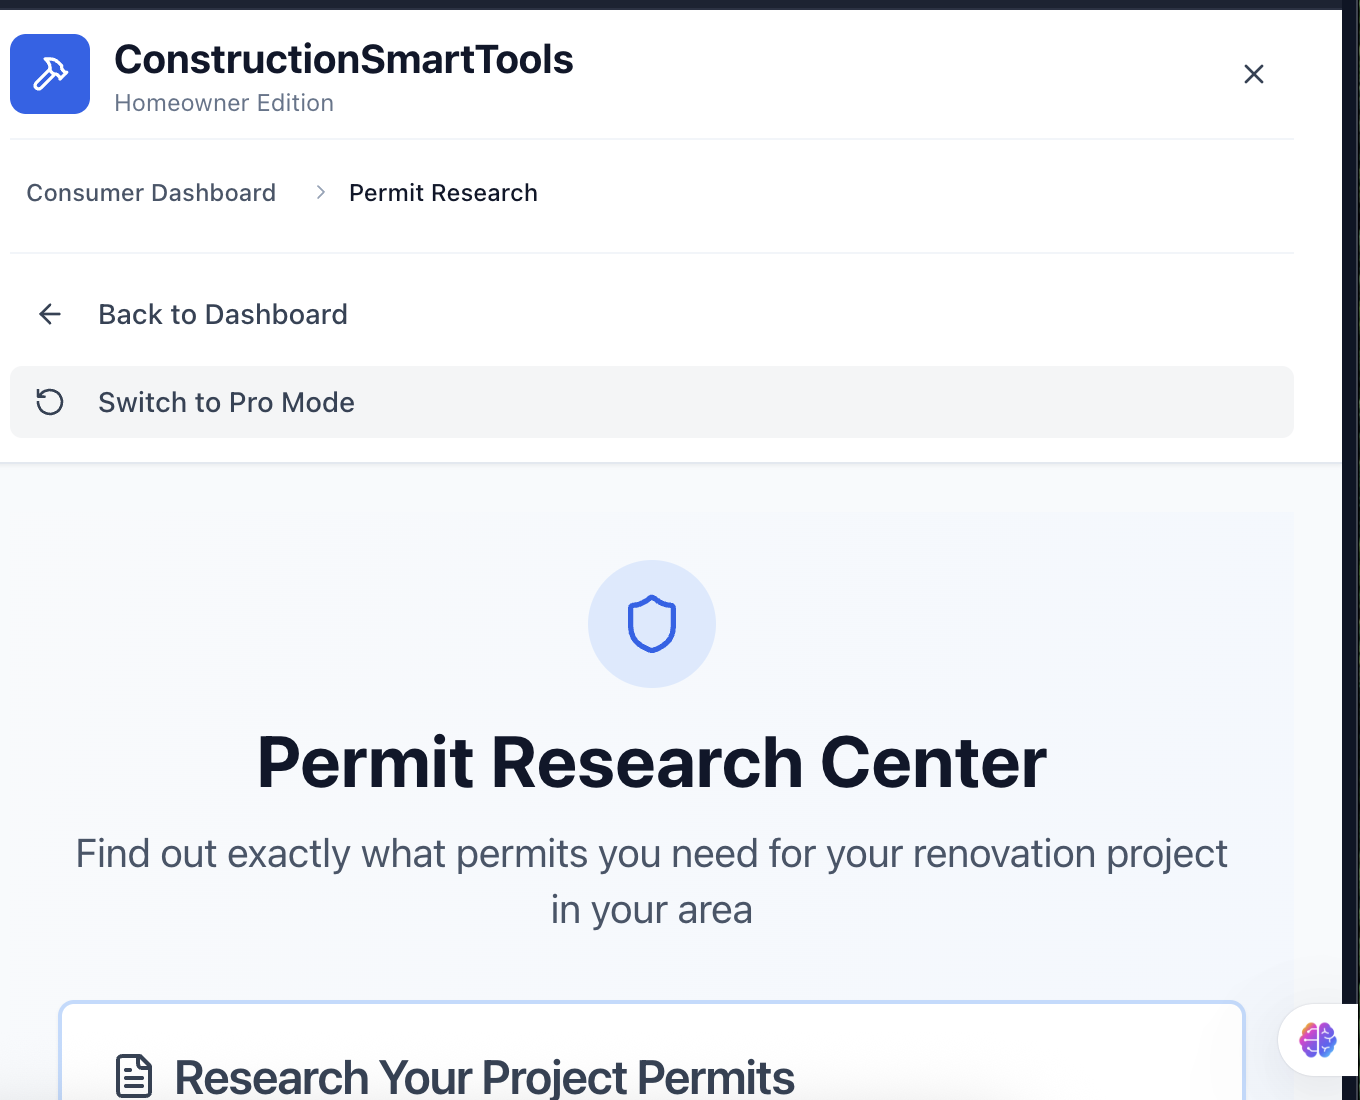 ConstructionSmartTools
Homeowner Edition
Consumer Dashboard > Permit Research
Back to Dashboard
Switch to Pro Mode
Permit Research Center
Find out exactly what permits you need for your renovation project
in your area
Research Your Project Permits